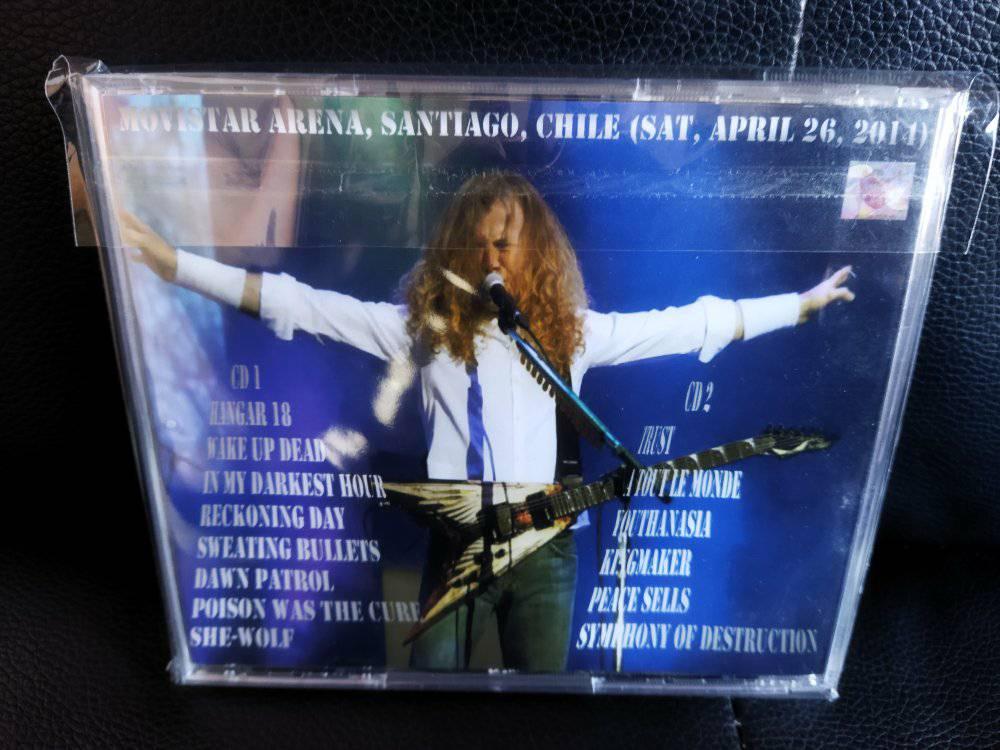 MOVISTAR ARENA, SANTIAGO, CHILE (SAT, APRIL 26, 2014)
CD 1
HANGAR 18
WAKE UP DEAD
IN MY DARKEST HOUR
RECKONING DAY
SWEATING BULLETS
DAWN PATROL
POISON WAS THE CURE
SHE-WOLF
CD 2
TRUST
A TOUT LE MONDE
YOUTHANASIA
KINGMAKER
PEACE SELLS
SYMPHONY OF DESTRUCTION